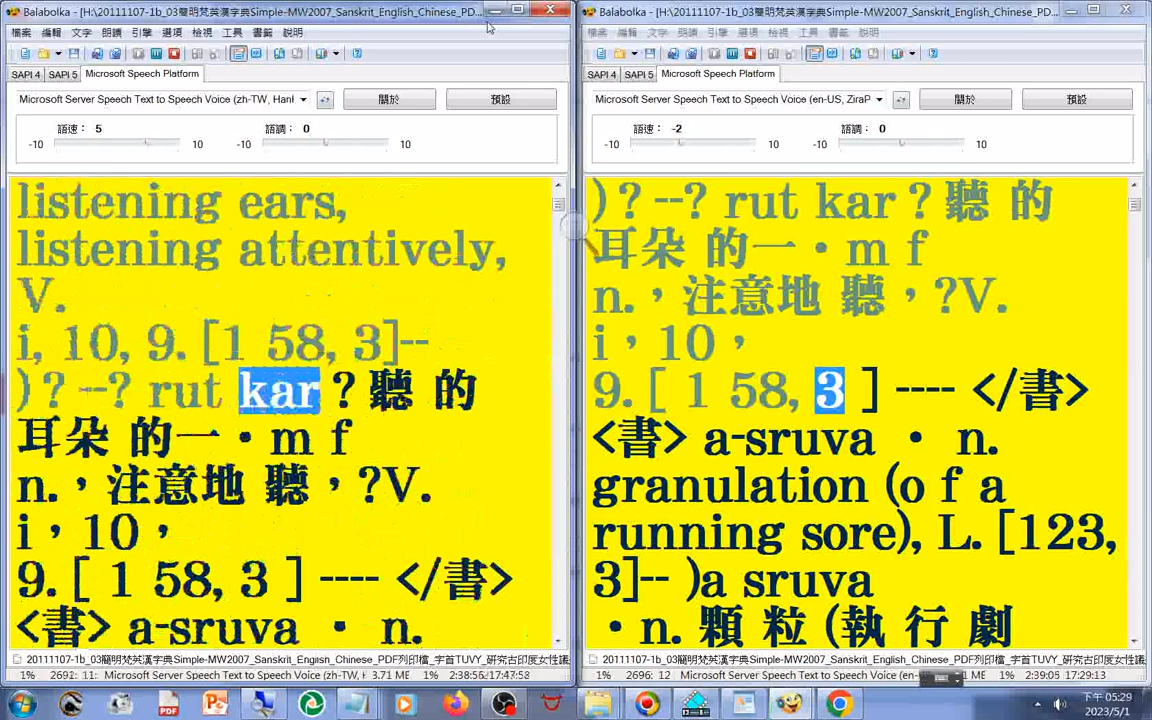 Balabolka - [H:\20111107-1b_03簡明梵英漢字典Simple-MW2007_Sanskrit_English_Chinese_PD...
檔案 編輯 文字 朗讀 引擎 選項 檢視 工具 書籤 說明
SAPI 4 SAPI 5 Microsoft Speech Platform
Microsoft Server Speech Text to Speech Voice (zh-TW, Hanl
關於
預設
語速： 5
語調： 0
-10 10 -10 10
listening ears,
listening attentively,
V.
i, 10, 9. [1 58, 3]--
)？--？ rut kar？聽 的
耳朵 的一・m f
n.，注意地 聽，?V.
i，10，
9. [ 1 58, 3 ] ---- </書>
<書> a-sruva ・ n.
20111107-1b_03簡明梵英漢字典Simple-MW2007_Sanskrit_English_Chinese_PDF列印檔_字首TUVY_研究古印度女性議
1% 2692: 11: Microsoft Server Speech Text to Speech Voice (zh-TW, 3.71 ME 1% 2:38:56/17:47:58
Balabolka - [H:\20111107-1b_03簡明梵英漢字典Simple-MW2007_Sanskrit_English_Chinese_PD...
檔案 編輯 文字 朗讀 引擎 選項 檢視 工具 書籤 說明
SAPI 4 SAPI 5 Microsoft Speech Platform
Microsoft Server Speech Text to Speech Voice (en-US, ZiraP
關於
預設
語速： -2
語調： 0
-10 10 -10 10
)？--？ rut kar？聽 的
耳朵 的一・m f
n.，注意地 聽，?V.
i，10，
9. [ 1 58, 3 ] ---- </書>
<書> a-sruva ・ n.
granulation (o f a
running sore), L. [123,
3]-- )a sruva
・n. 顆 粒 (執 行 劇
20111107-1b_03簡明梵英漢字典Simple-MW2007_Sanskrit_English_Chinese_PDF列印檔_字首TUVY_研究古印度女性議
1% 2696: 12 Microsoft Server Speech Text to Speech Voice (en-US, 3.71 ME 1% 2:39:05/17:29:13
下午 05:29
2023/5/1